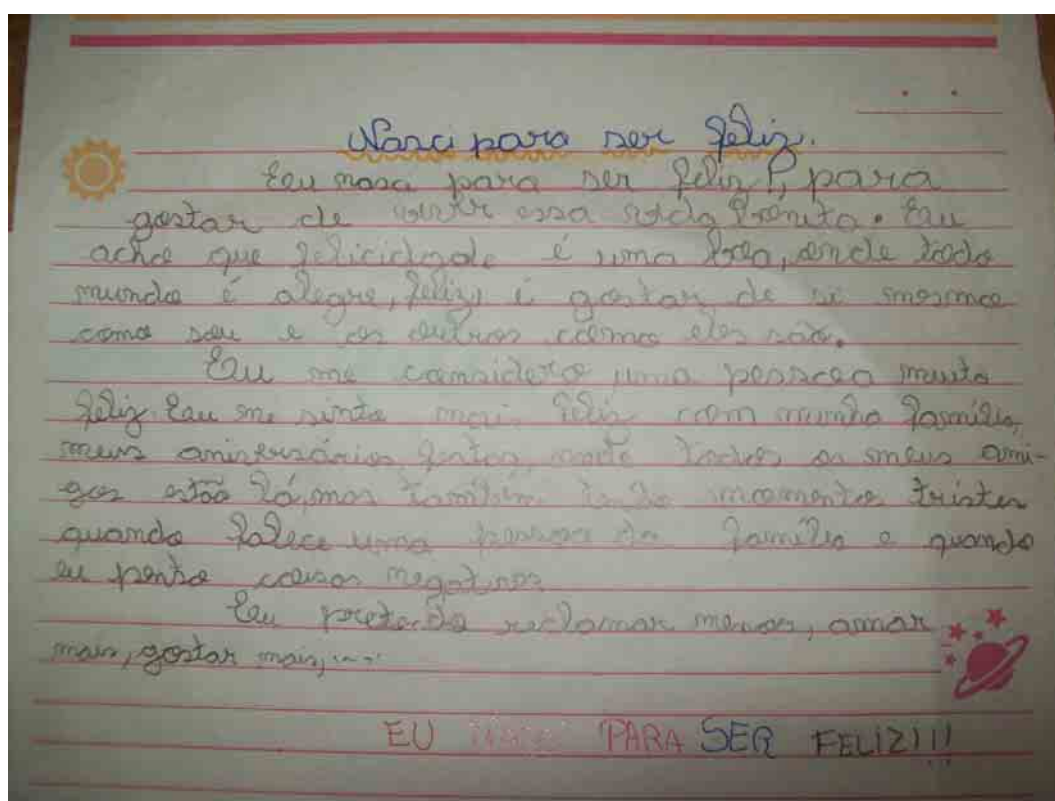 Nasci para ser feliz.
Eu nasci para ser feliz!, para
gostar de viver essa vida bonita. Eu
acho que felicidade é uma boa, onde todo
mundo é alegre, feliz, é gostar de si mesmo
como sou e os outros como eles são.
Eu me considero uma pessoa muito
feliz. Eu me sinto mais feliz com minha família,
meus aniversários, festas, onde todos os meus ami-
gos estão lá, mas também tenho momentos tristes
quando falece uma pessoa da família e quando
eu penso coisas negativas
Eu pretendo reclamar menos, amar
mais, gostar mais, ....
EU NASCI PARA SER FELIZ!!!